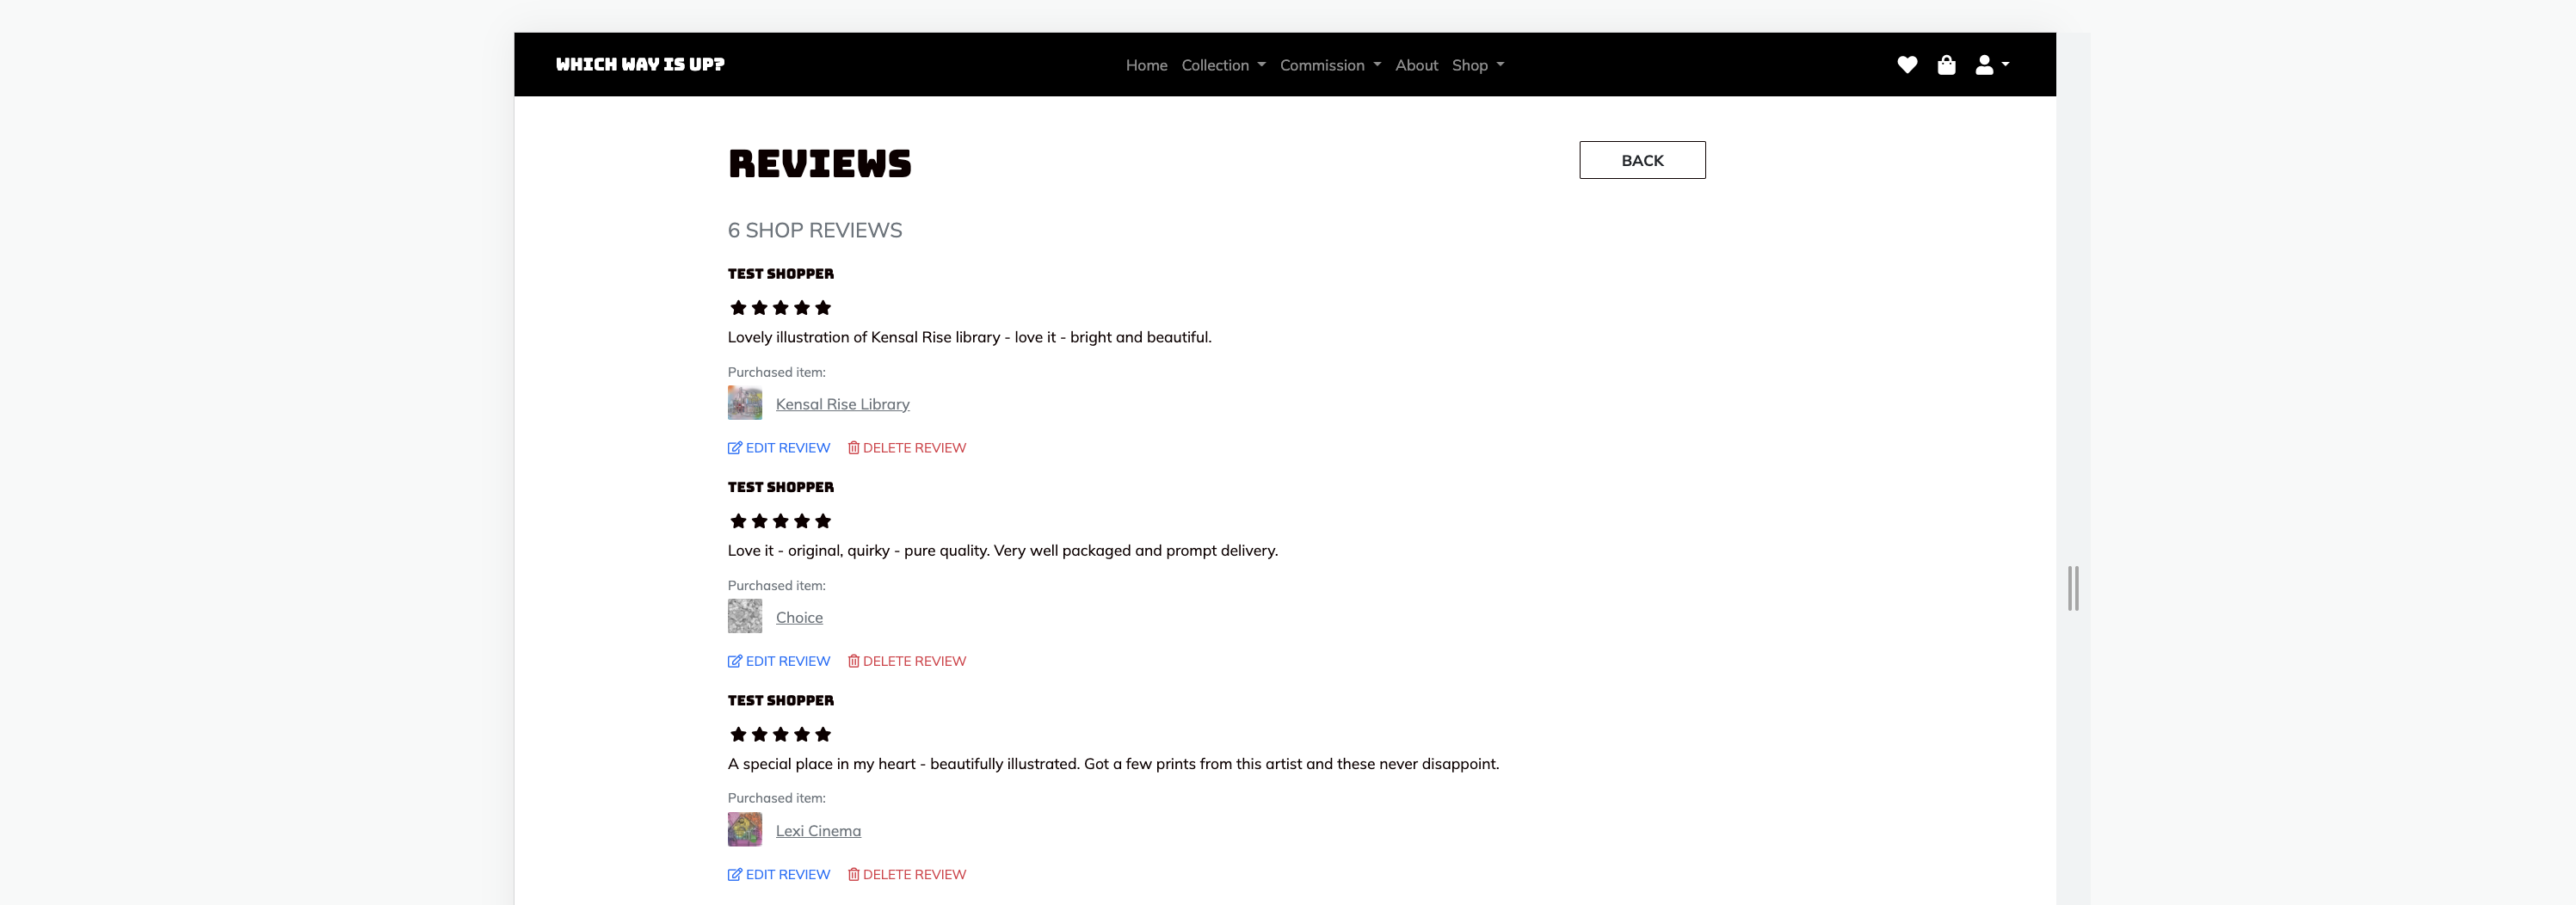 WHICH WAY IS UP?
Home Collection Commission About Shop
REVIEWS
BACK
6 SHOP REVIEWS
TEST SHOPPER
Lovely illustration of Kensal Rise library - love it - bright and beautiful.
Purchased item:
Kensal Rise Library
EDIT REVIEW DELETE REVIEW
TEST SHOPPER
Love it - original, quirky - pure quality. Very well packaged and prompt delivery.
Purchased item:
Choice
EDIT REVIEW DELETE REVIEW
TEST SHOPPER
A special place in my heart - beautifully illustrated. Got a few prints from this artist and these never disappoint.
Purchased item:
Lexi Cinema
EDIT REVIEW DELETE REVIEW